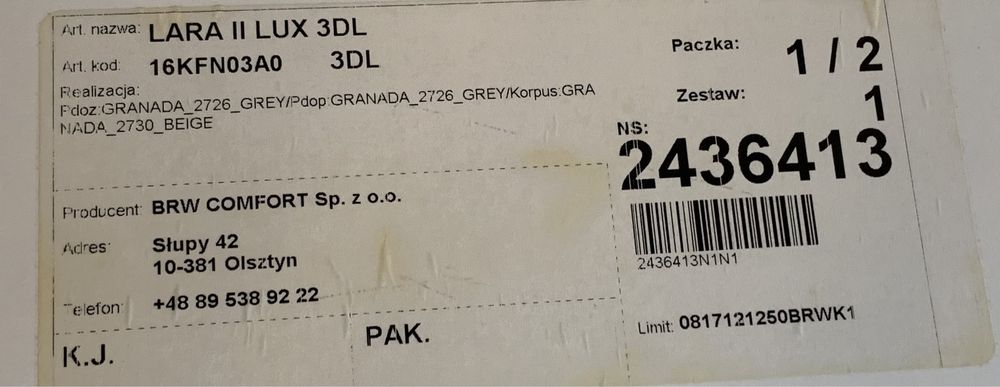 Art. nazwa: LARA II LUX 3DL
Art. kod: 16KFN03A0 3DL
Realizacja:
Pdoz:GRANADA_2726_GREY/Pdop:GRANADA_2726_GREY/Korpus:GRA
NADA_2730_BEIGE
Paczka: 1 / 2
Zestaw: 1
NS:
2436413
2436413N1N1
Producent: BRW COMFORT Sp. z o.o.
Adres: Słupy 42
10-381 Olsztyn
Telefon: +48 89 538 92 22
Limit: 0817121250BRWK1
K.J. PAK.